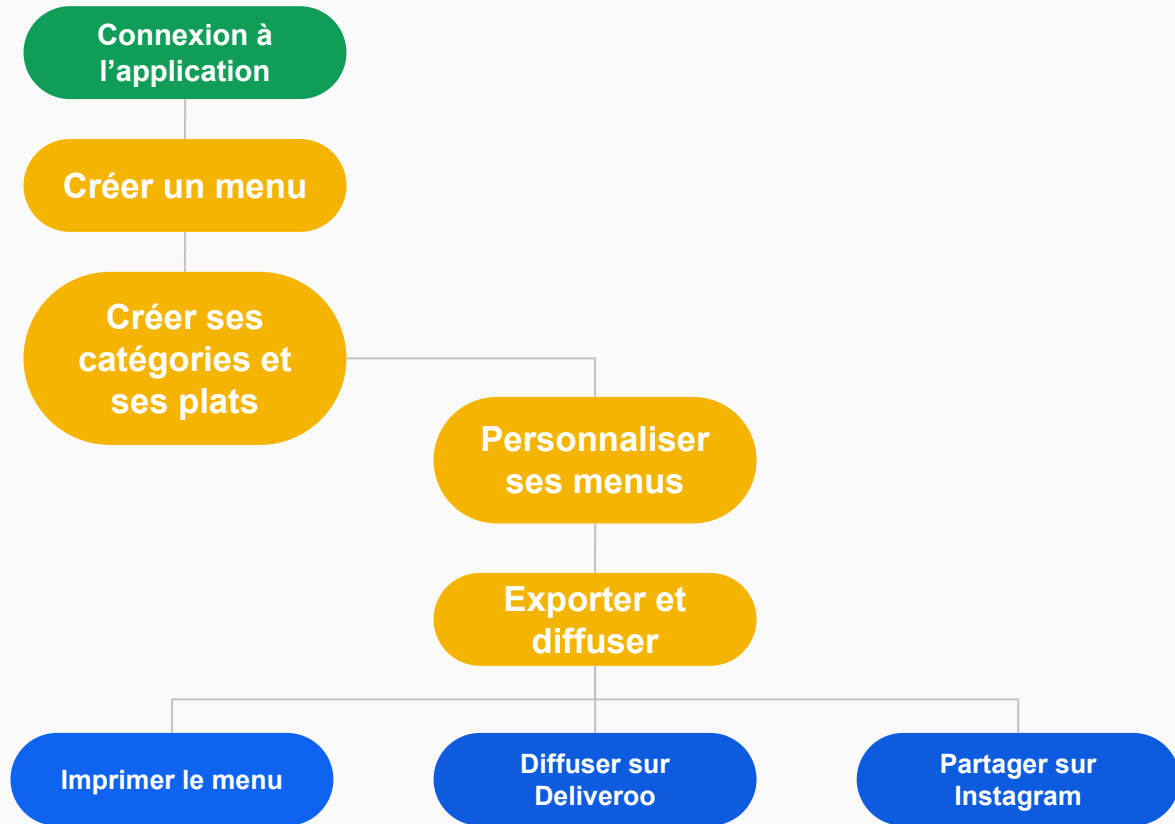 Connexion à
l’application
Créer un menu
Créer ses
catégories et
ses plats
Personnaliser
ses menus
Exporter et
diffuser
Imprimer le menu
Diffuser sur
Deliveroo
Partager sur
Instagram